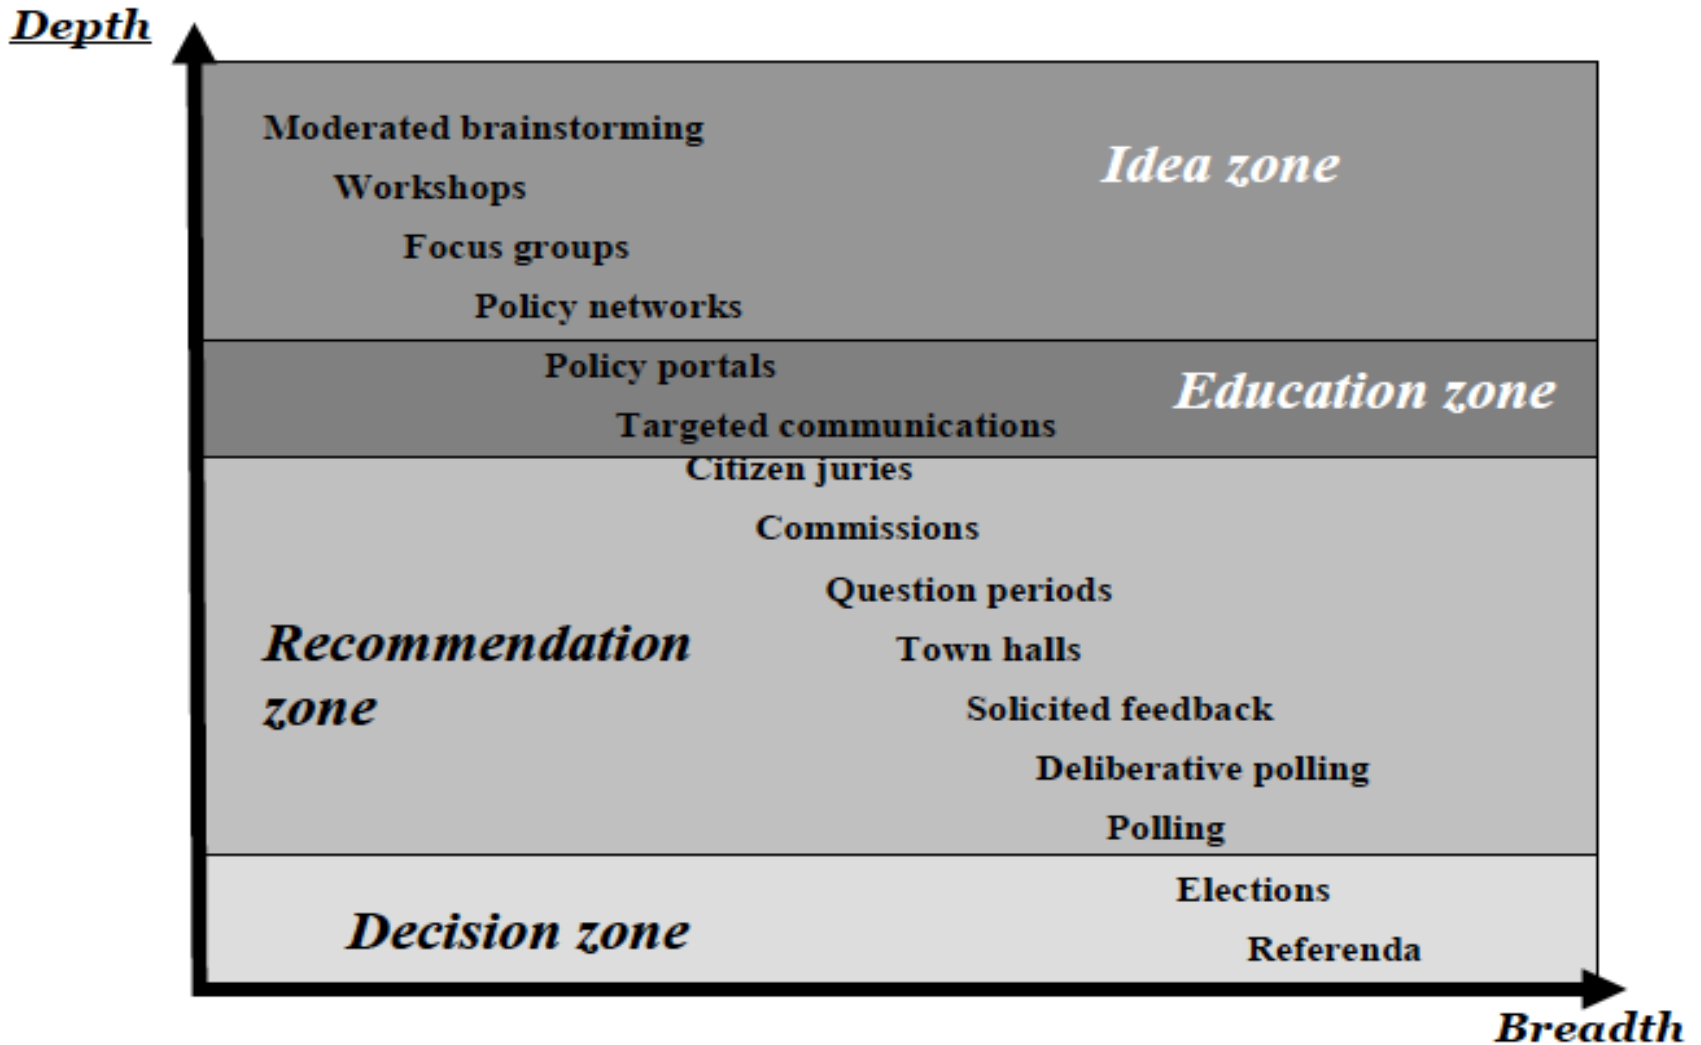 Depth
Moderated brainstorming
Idea zone
Workshops
Focus groups
Policy networks
Policy portals
Education zone
Targeted communications
Citizen juries
Commissions
Question periods
Recommendation
zone
Town halls
Solicited feedback
Deliberative polling
Polling
Elections
Decision zone
Referenda
Breadth